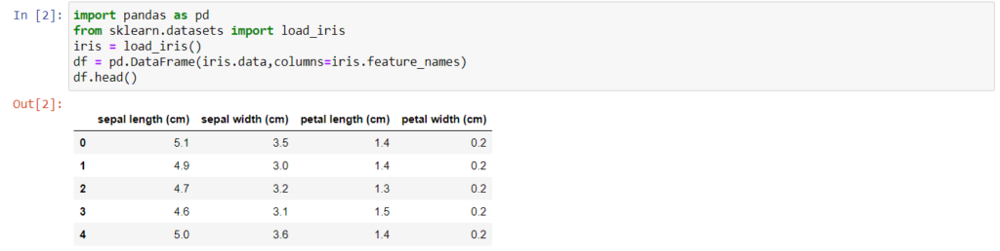 In [2]: import pandas as pd
from sklearn.datasets import load_iris
iris = load_iris()
df = pd.DataFrame(iris.data,columns=iris.feature_names)
df.head()
Out[2]:
sepal length (cm) sepal width (cm) petal length (cm) petal width (cm)
0 5.1 3.5 1.4 0.2
1 4.9 3.0 1.4 0.2
2 4.7 3.2 1.3 0.2
3 4.6 3.1 1.5 0.2
4 5.0 3.6 1.4 0.2